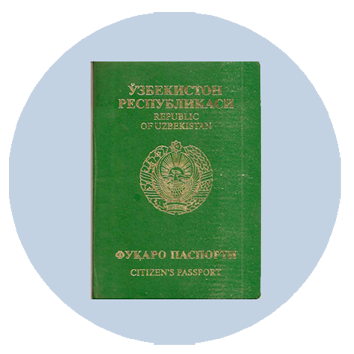 ЎЗБЕКИСТОН
РЕСПУБЛИКАСИ
REPUBLIC
OF UZBEKISTAN
ФУҚАРО ПАСПОРТИ
CITIZEN'S PASSPORT